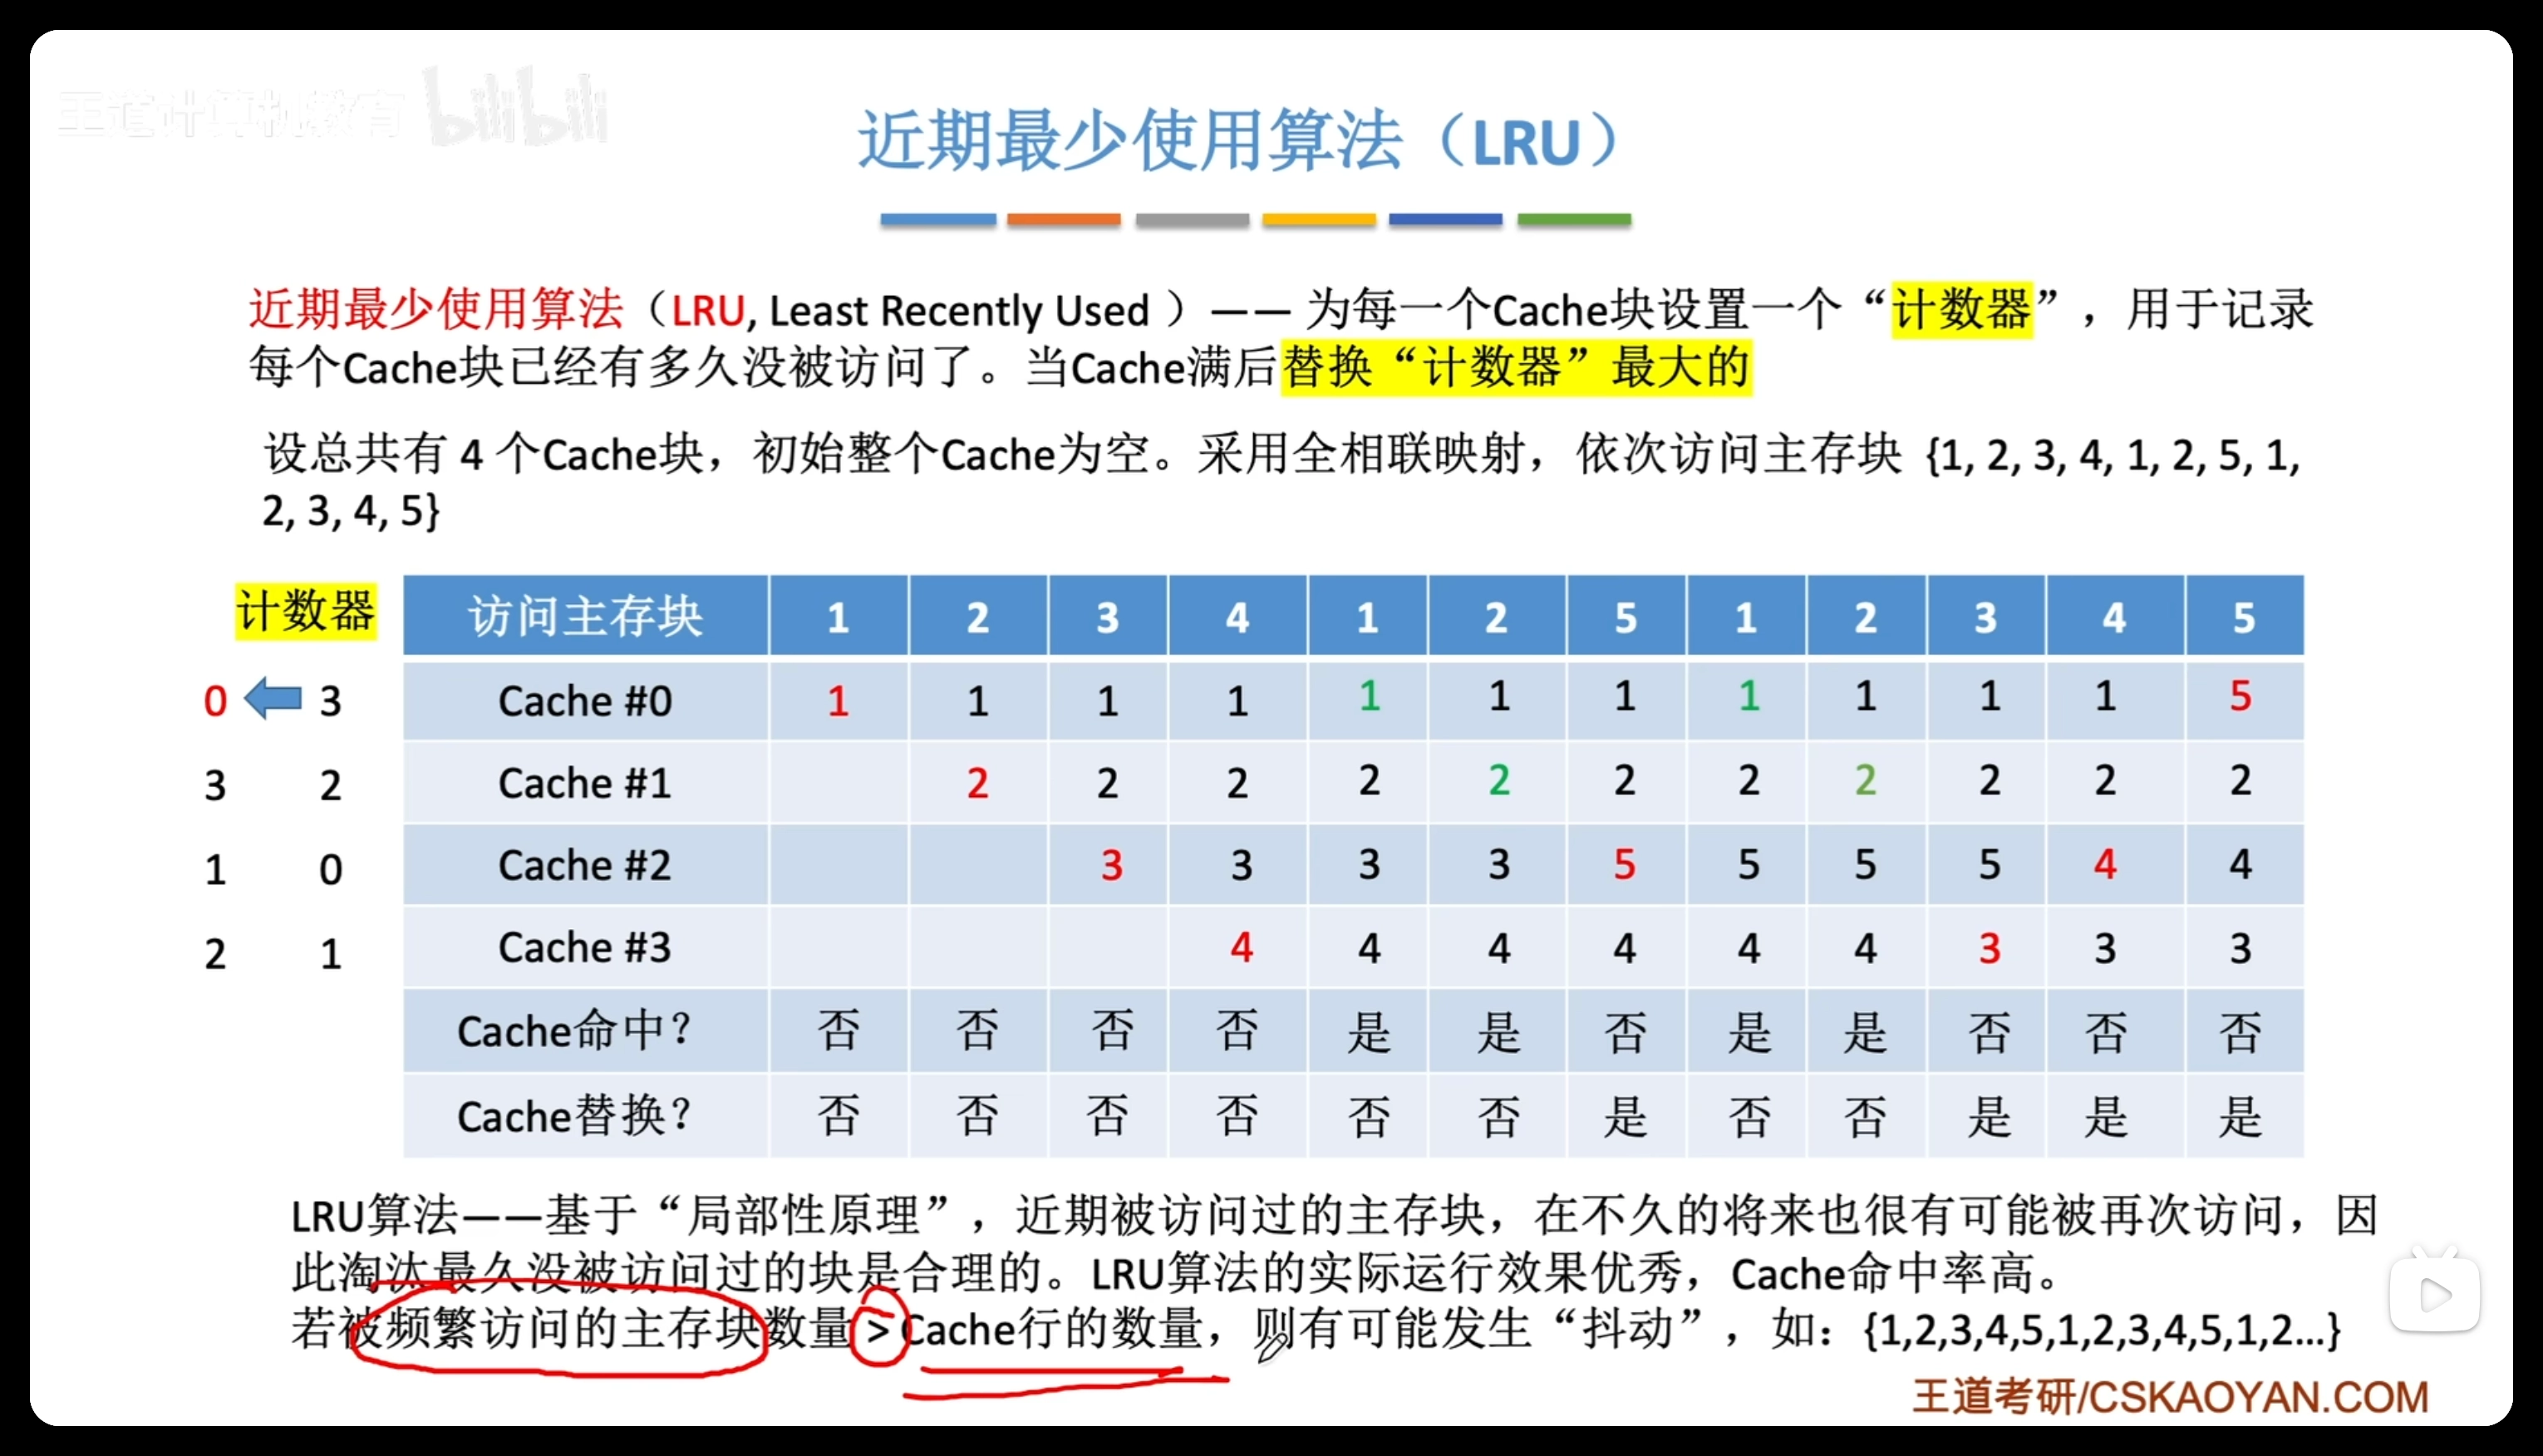 王道计算机教育 bilibili
近期最少使用算法（LRU）
近期最少使用算法（LRU, Least Recently Used ）—— 为每一个Cache块设置一个“计数器”，用于记录
每个Cache块已经有多久没被访问了。当Cache满后替换“计数器”最大的
设总共有 4 个Cache块，初始整个Cache为空。采用全相联映射，依次访问主存块 {1, 2, 3, 4, 1, 2, 5, 1,
2, 3, 4, 5}
计数器 访问主存块 1 2 3 4 1 2 5 1 2 3 4 5
0 3 Cache #0 1 1 1 1 1 1 1 1 1 1 1 5
3 2 Cache #1 2 2 2 2 2 2 2 2 2 2 2
1 0 Cache #2 3 3 3 3 5 5 5 5 4 4
2 1 Cache #3 4 4 4 4 4 4 3 3 3
Cache命中? 否 否 否 否 是 是 否 是 是 否 否 否
Cache替换? 否 否 否 否 否 否 是 否 否 是 是 是
LRU算法——基于“局部性原理”，近期被访问过的主存块，在不久的将来也很有可能被再次访问，因
此淘汰最久没被访问过的块是合理的。LRU算法的实际运行效果优秀，Cache命中率高。
若被频繁访问的主存块数量 > Cache行的数量，则有可能发生“抖动”，如：{1,2,3,4,5,1,2,3,4,5,1,2...}
王道考研/CSKAOYAN.COM